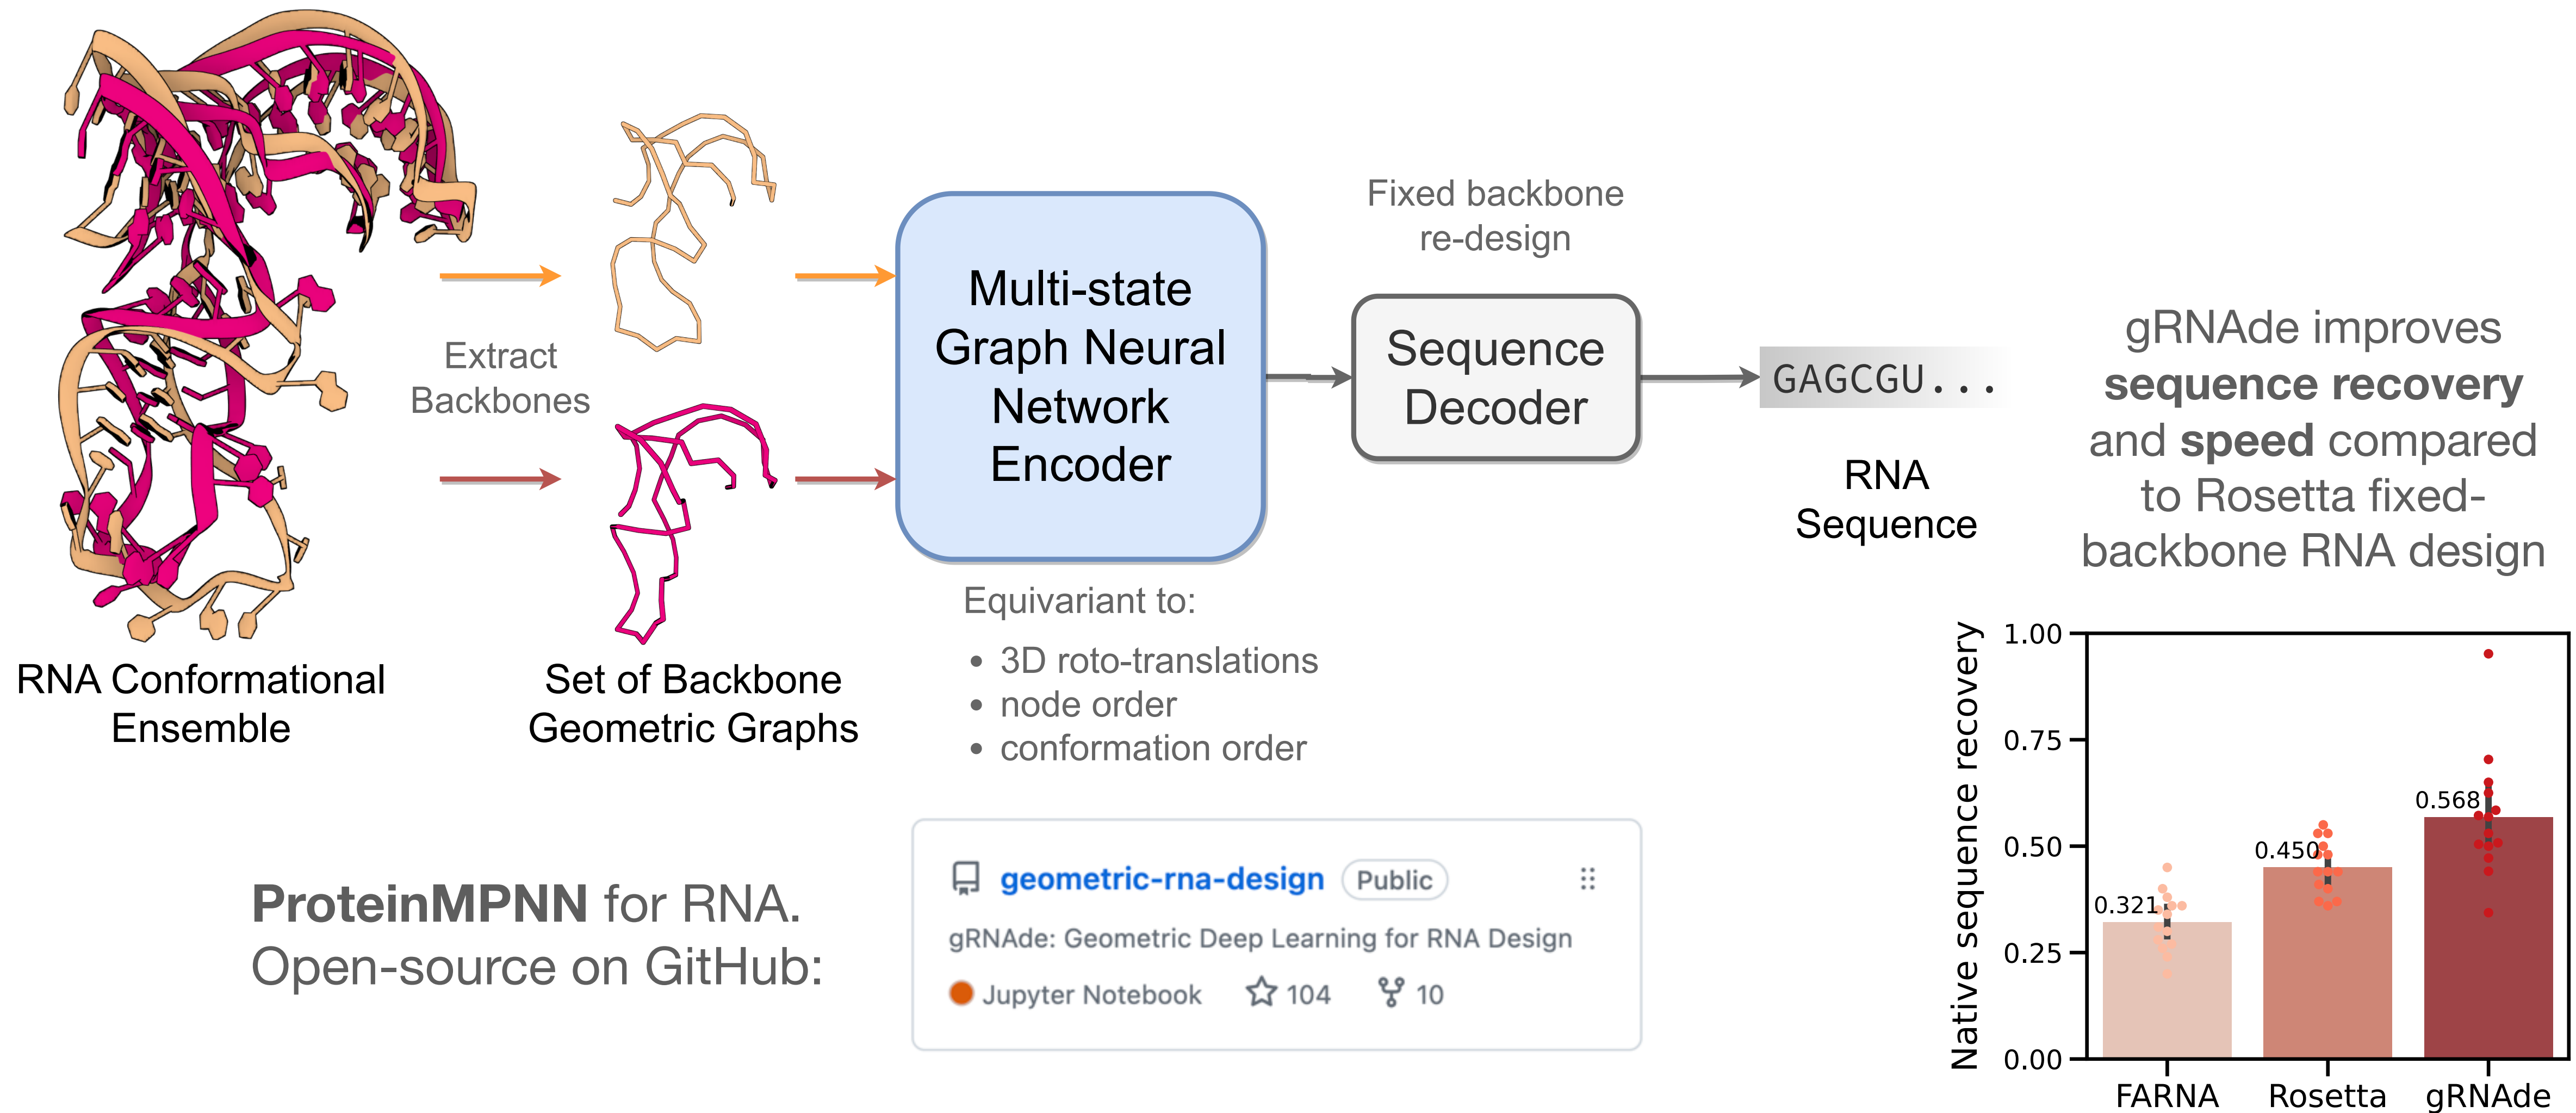 RNA Conformational
Ensemble
Extract
Backbones
Set of Backbone
Geometric Graphs
Multi-state
Graph Neural
Network
Encoder
Equivariant to:
• 3D roto-translations
• node order
• conformation order
Fixed backbone
re-design
Sequence
Decoder
GAGCGU...
RNA
Sequence
gRNAde improves
sequence recovery
and speed compared
to Rosetta fixed-
backbone RNA design
ProteinMPNN for RNA.
Open-source on GitHub:
geometric-rna-design Public
gRNAde: Geometric Deep Learning for RNA Design
Jupyter Notebook 104 10
Native sequence recovery
1.00
0.75
0.50
0.25
0.00
0.321
0.450
0.568
FARNA Rosetta gRNAde